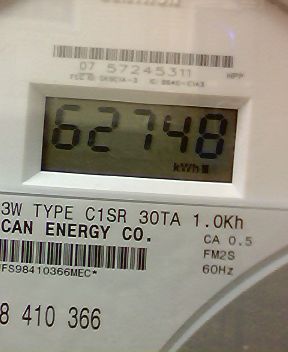 07 57245311
HPP
62748
kWh
3W TYPE C1SR 30TA 1.0Kh
CAN ENERGY CO.
CA 0.5
FM2S
60Hz
FS98410366MEC*
8 410 366